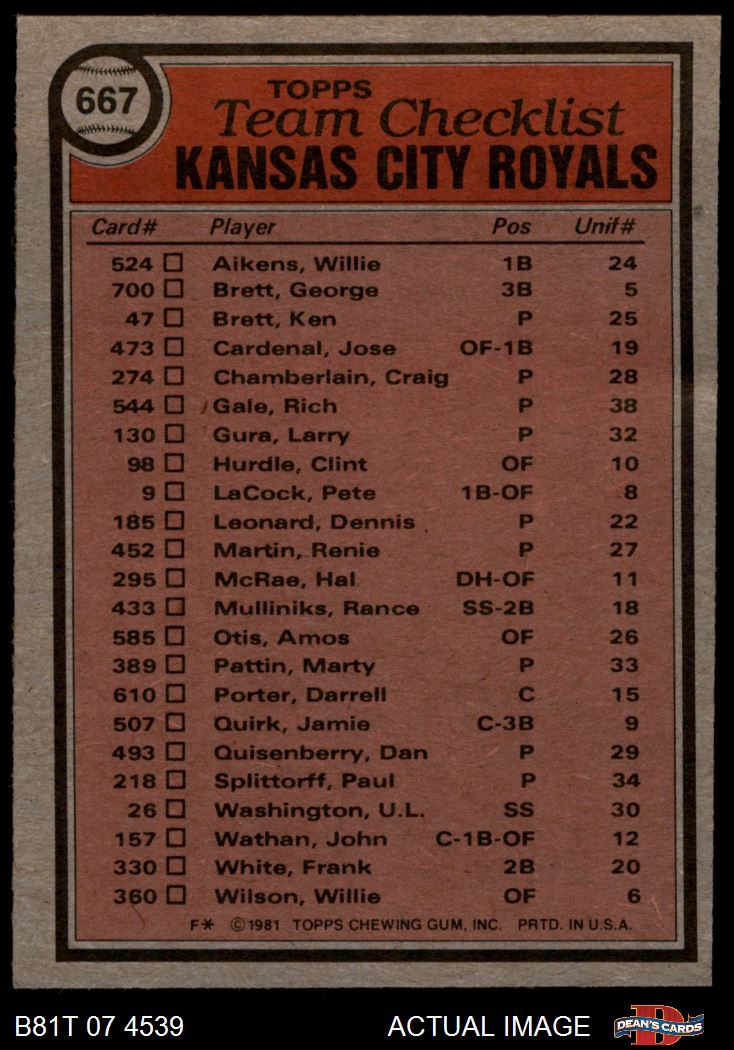 667
TOPPS
Team Checklist
KANSAS CITY ROYALS
Card# Player Pos Unif#
524 Aikens, Willie 1B 24
700 Brett, George 3B 5
47 Brett, Ken P 25
473 Cardenal, Jose OF-1B 19
274 Chamberlain, Craig P 28
544 Gale, Rich P 38
130 Gura, Larry P 32
98 Hurdle, Clint OF 10
9 LaCock, Pete 1B-OF 8
185 Leonard, Dennis P 22
452 Martin, Renie P 27
295 McRae, Hal DH-OF 11
433 Mulliniks, Rance SS-2B 18
585 Otis, Amos OF 26
389 Pattin, Marty P 33
610 Porter, Darrell C 15
507 Quirk, Jamie C-3B 9
493 Quisenberry, Dan P 29
218 Splittorff, Paul P 34
26 Washington, U.L. SS 30
157 Wathan, John C-1B-OF 12
330 White, Frank 2B 20
360 Wilson, Willie OF 6
F* ©1981 TOPPS CHEWING GUM, INC. PRTD. IN U.S.A.
B81T 07 4539 ACTUAL IMAGE D DEAN'S CARDS